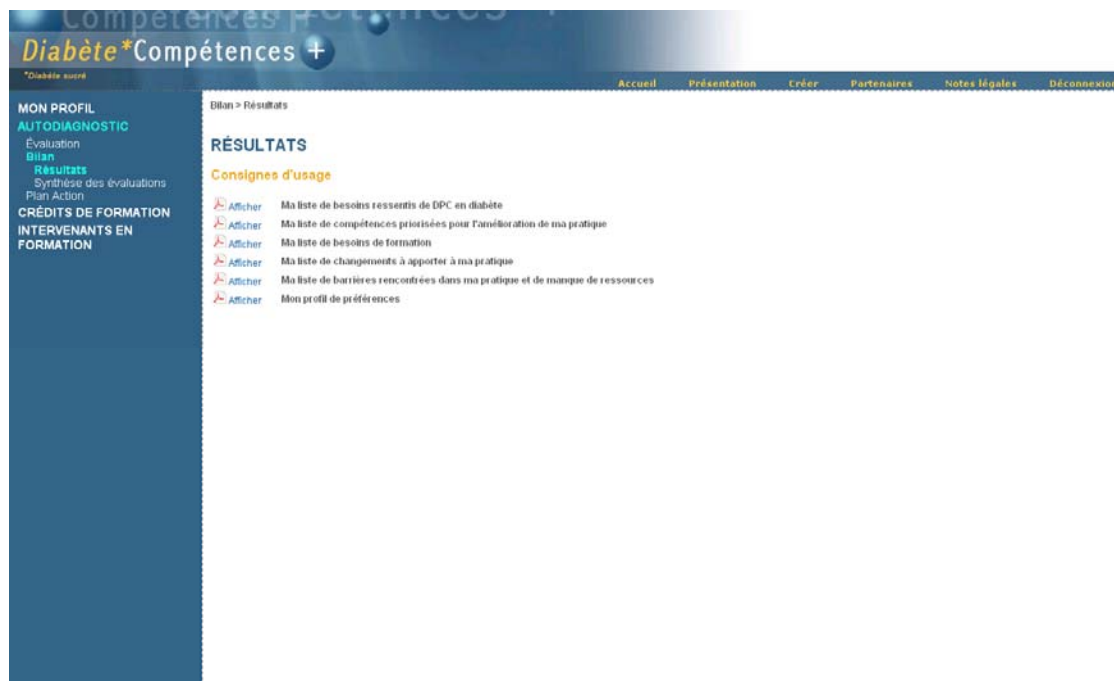 Compétences +
Diabète*Compétences +
*Diabète sucré
Accueil Présentation Créer Partenaires Notes légales Déconnexion
MON PROFIL
AUTODIAGNOSTIC
Évaluation
Bilan
Résultats
Synthèse des évaluations
Plan Action
CRÉDITS DE FORMATION
INTERVENANTS EN
FORMATION
Bilan > Résultats
RÉSULTATS
Consignes d'usage
Afficher Ma liste de besoins ressentis de DPC en diabète
Afficher Ma liste de compétences priorisées pour l'amélioration de ma pratique
Afficher Ma liste de besoins de formation
Afficher Ma liste de changements à apporter à ma pratique
Afficher Ma liste de barrières rencontrées dans ma pratique et de manque de ressources
Afficher Mon profil de préférences